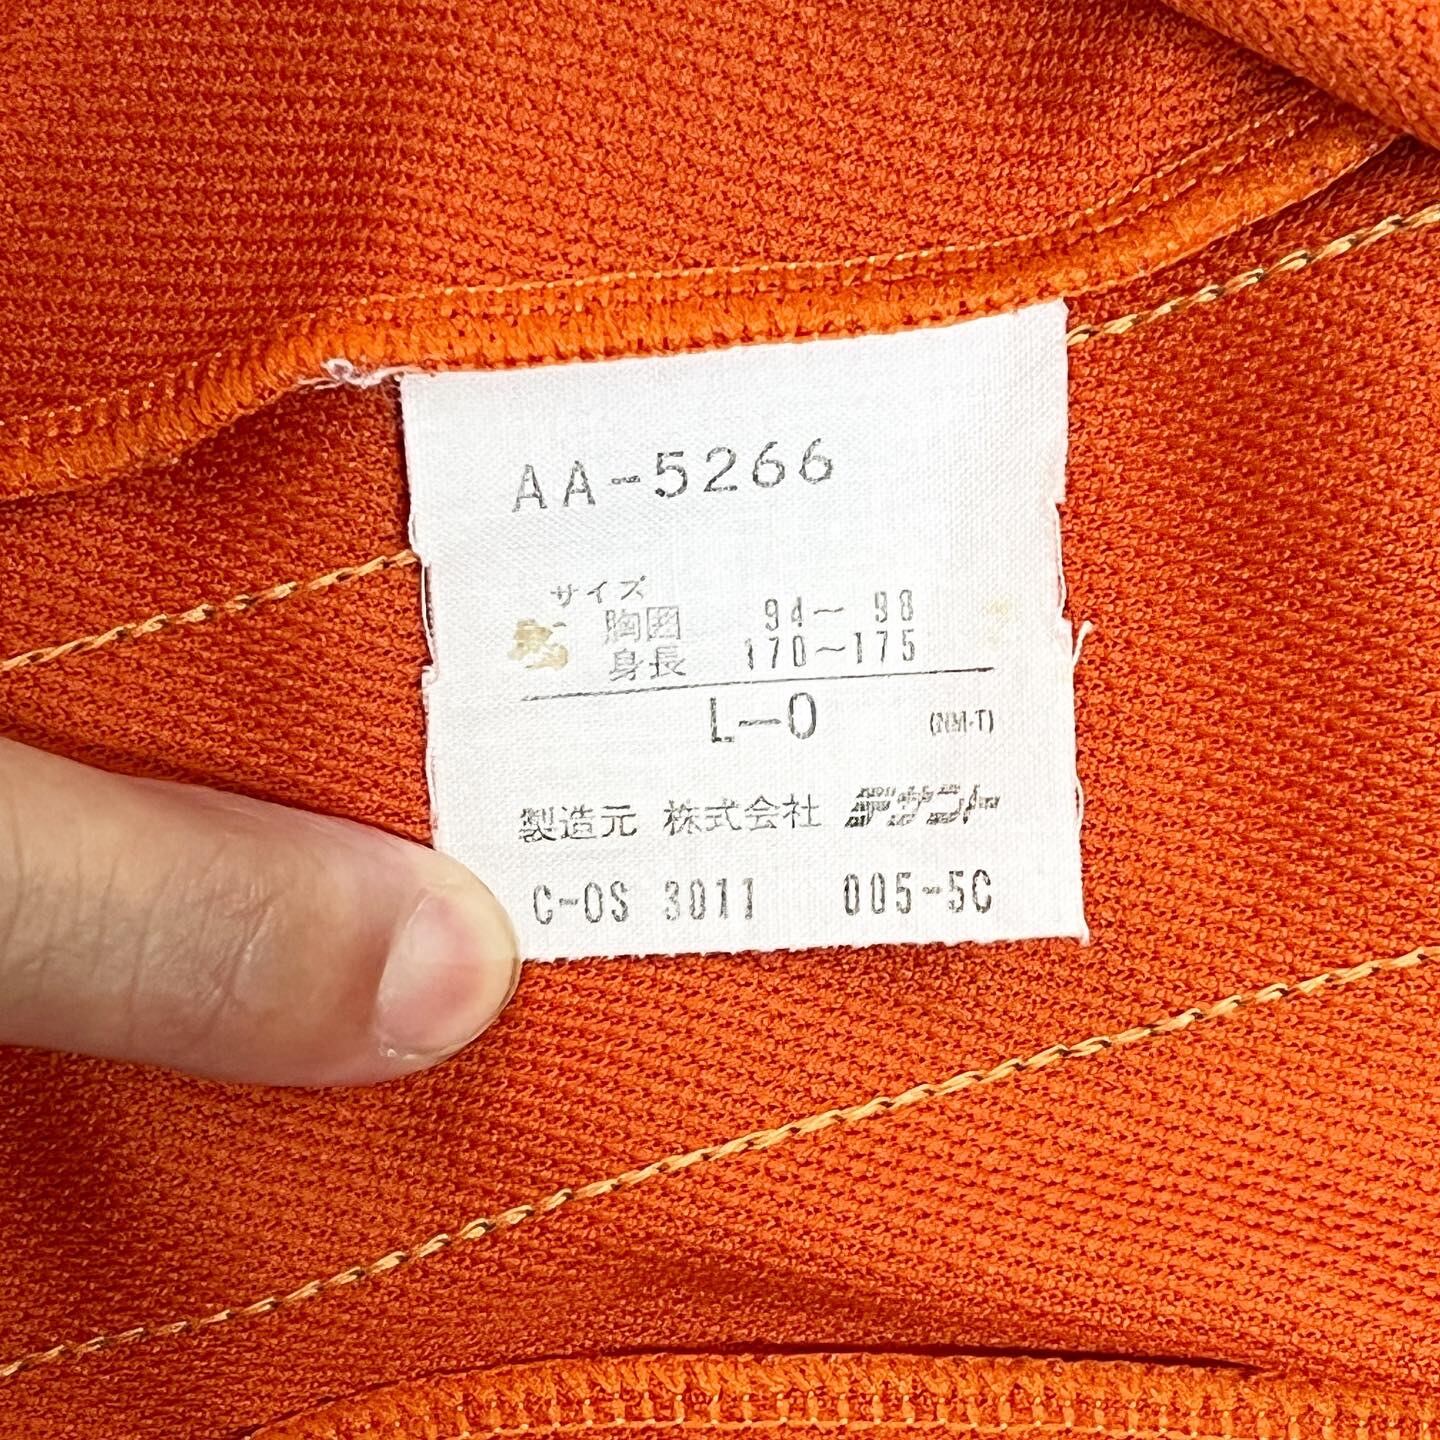 AA-5266
サイズ
胸囲 94～98
身長 170～175
L-O (NM-T)
製造元 株式会社 デサント
C-OS 3011 005-5C